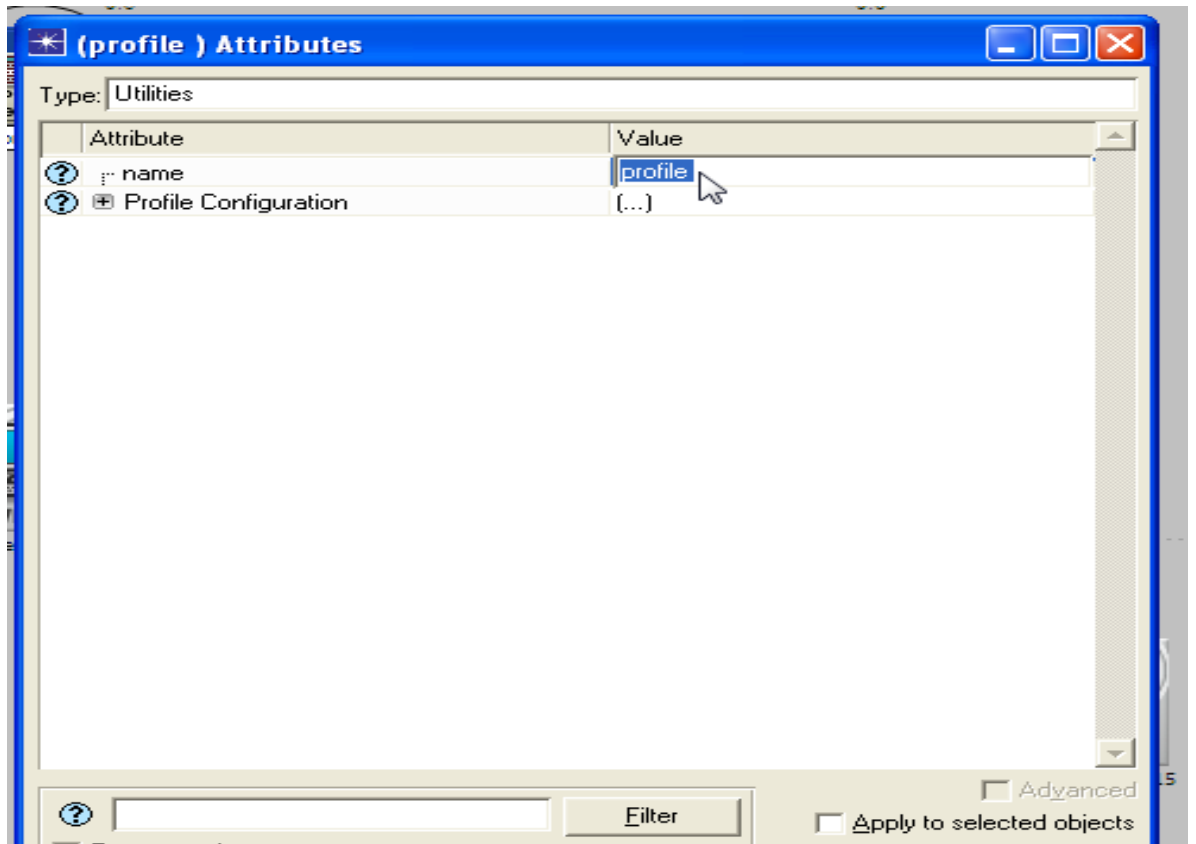 (profile ) Attributes
Type: Utilities
Attribute Value
name profile
Profile Configuration (...)
Advanced
Filter
Apply to selected objects